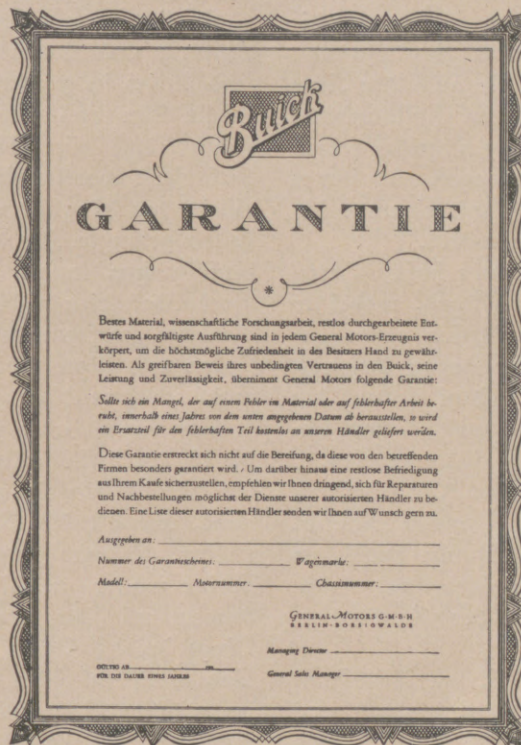 Buick
GARANTIE
Bestes Material, wissenschaftliche Forschungsarbeit, restlos durchgearbeitete Ent-
würfe und sorgfältigste Ausführung sind in jedem General Motors-Erzeugnis ver-
körpert, um die höchstmögliche Zufriedenheit in des Besitzers Hand zu gewähr-
leisten. Als greifbaren Beweis ihres unbedingten Vertrauens in den Buick, seine
Leistung und Zuverlässigkeit, übernimmt General Motors folgende Garantie:
Sollte sich ein Mangel, der auf einem Fehler im Material oder auf fehlerhafter Arbeit be-
ruht, innerhalb eines Jahres von dem unten angegebenen Datum ab herausstellen, so wird
ein Ersatzteil für den fehlerhaften Teil kostenlos an unseren Händler geliefert werden.
Diese Garantie erstreckt sich nicht auf die Bereifung, da diese von den betreffenden
Firmen besonders garantiert wird. / Um darüber hinaus eine restlose Befriedigung
aus Ihrem Kaufe sicherzustellen, empfehlen wir Ihnen dringend, sich für Reparaturen
und Nachbestellungen möglichst der Dienste unserer autorisierten Händler zu be-
dienen. Eine Liste dieser autorisierten Händler senden wir Ihnen auf Wunsch gern zu.
Ausgegeben an:
Nummer des Garantiescheines: Wagenmarke:
Modell: Motornummer: Chassisnummer:
GENERAL MOTORS G·M·B·H
BERLIN-BORSIGWALDE
Managing Director
GÜLTIG AB
FÜR DIE DAUER EINES JAHRES
General Sales Manager